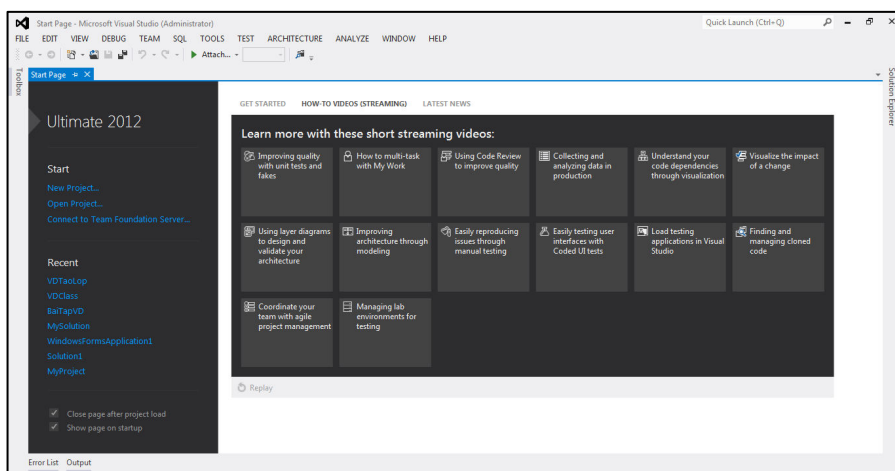 Start Page - Microsoft Visual Studio (Administrator)
Quick Launch (Ctrl+Q)
FILE EDIT VIEW DEBUG TEAM SQL TOOLS TEST ARCHITECTURE ANALYZE WINDOW HELP
Attach...
Toolbox
Start Page
Solution Explorer
Ultimate 2012
Start
New Project...
Open Project...
Connect to Team Foundation Server...
Recent
VDTaoLop
VDClass
BaiTapVD
MySolution
WindowsFormsApplication1
Solution1
MyProject
Close page after project load
Show page on startup
GET STARTED HOW-TO VIDEOS (STREAMING) LATEST NEWS
Learn more with these short streaming videos:
Improving quality
with unit tests and
fakes
How to multi-task
with My Work
Using Code Review
to improve quality
Collecting and
analyzing data in
production
Understand your
code dependencies
through visualization
Visualize the impact
of a change
Using layer diagrams
to design and
validate your
architecture
Improving
architecture through
modeling
Easily reproducing
issues through
manual testing
Easily testing user
interfaces with
Coded UI tests
Load testing
applications in Visual
Studio
Finding and
managing cloned
code
Coordinate your
team with agile
project management
Managing lab
environments for
testing
Replay
Error List Output